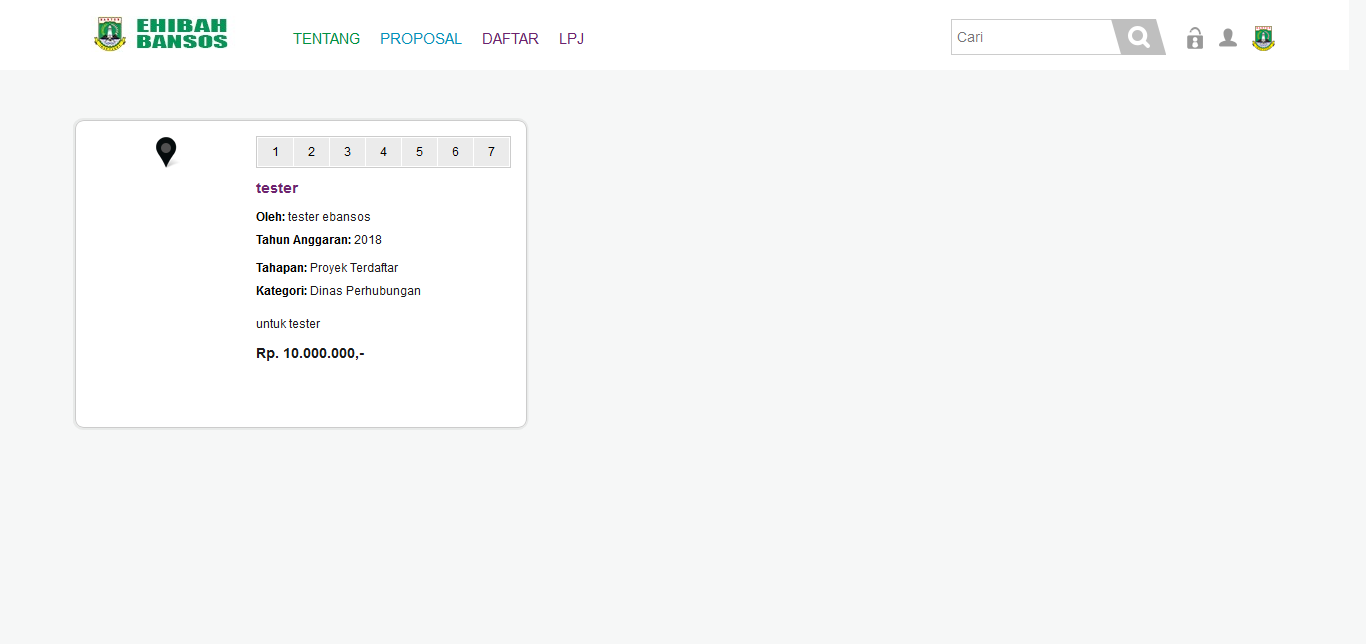 EHIBAH
BANSOS
TENTANG PROPOSAL DAFTAR LPJ
Cari
1 2 3 4 5 6 7
tester
Oleh: tester ebansos
Tahun Anggaran: 2018
Tahapan: Proyek Terdaftar
Kategori: Dinas Perhubungan
untuk tester
Rp. 10.000.000,-